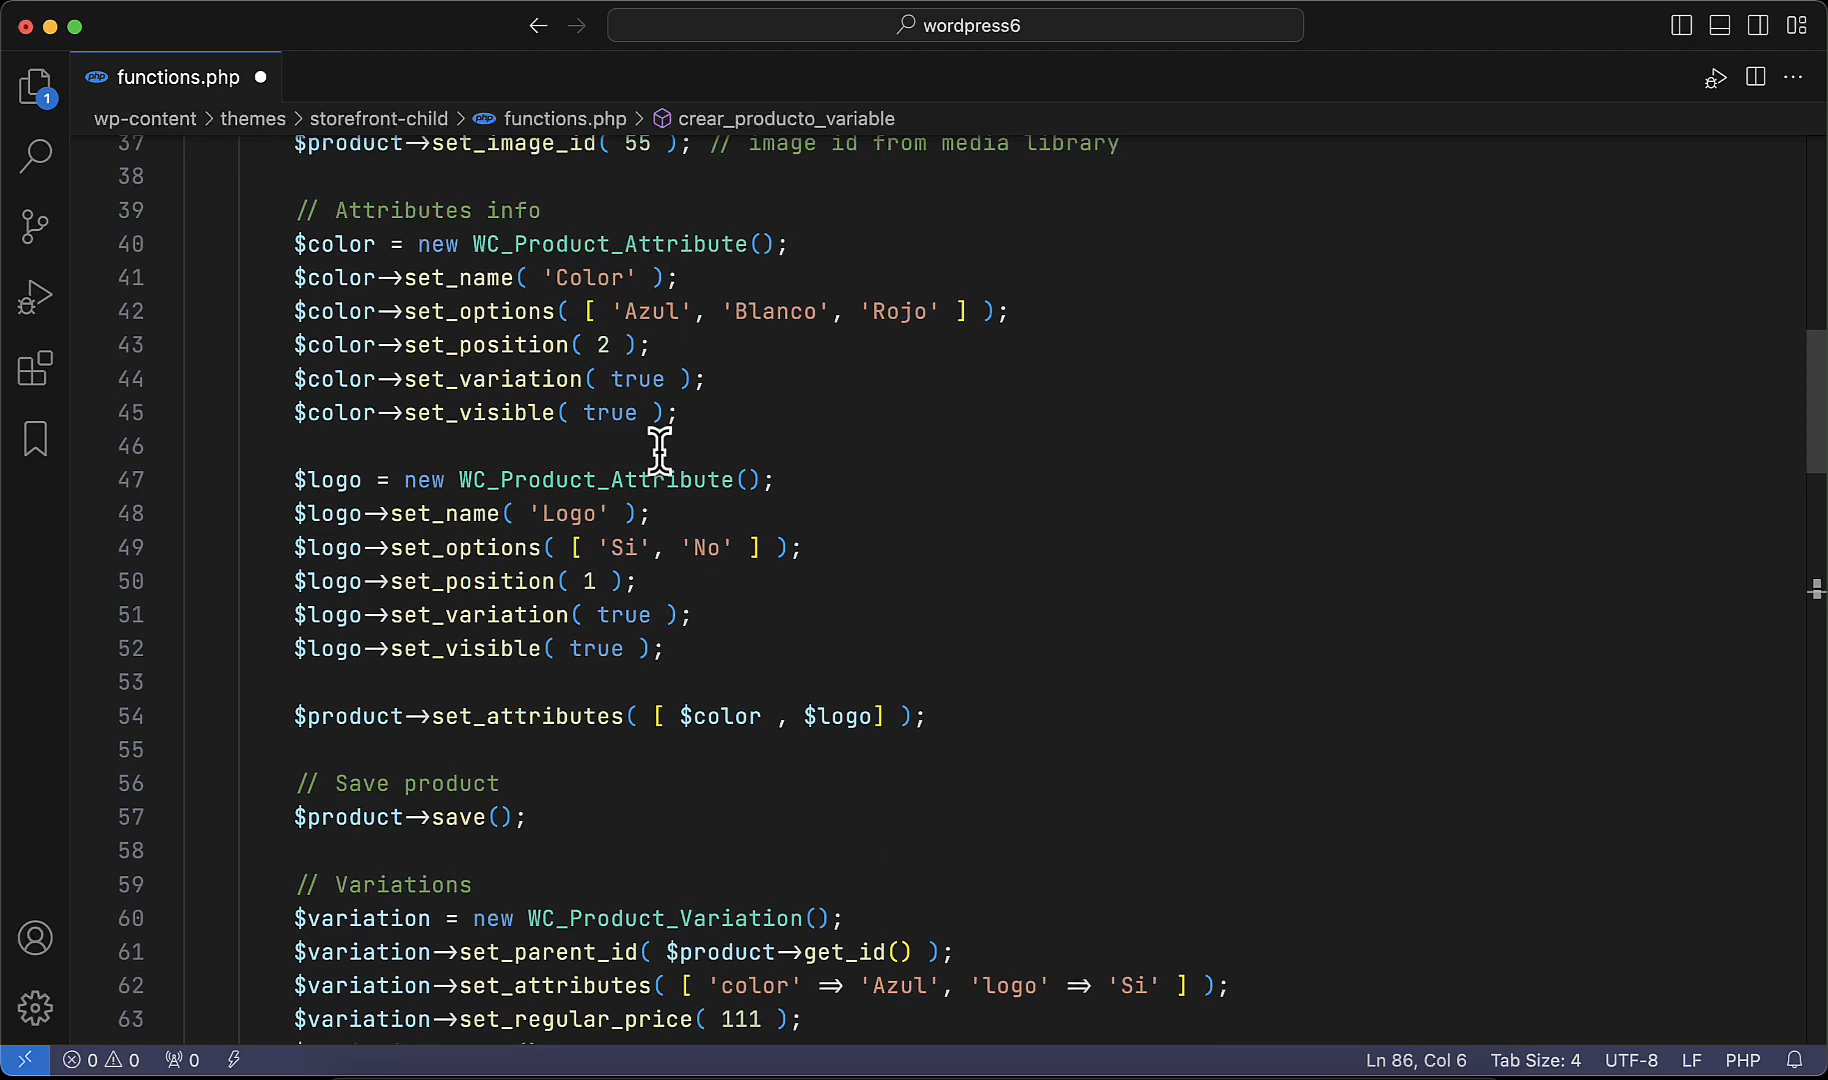 wordpress6
php functions.php
1
wp-content > themes > storefront-child > php functions.php > crear_producto_variable
37 $product->set_image_id( 55 ); // image id from media library
38
39 // Attributes info
40 $color = new WC_Product_Attribute();
41 $color->set_name( 'Color' );
42 $color->set_options( [ 'Azul', 'Blanco', 'Rojo' ] );
43 $color->set_position( 2 );
44 $color->set_variation( true );
45 $color->set_visible( true );
46
47 $logo = new WC_Product_Attribute();
48 $logo->set_name( 'Logo' );
49 $logo->set_options( [ 'Si', 'No' ] );
50 $logo->set_position( 1 );
51 $logo->set_variation( true );
52 $logo->set_visible( true );
53
54 $product->set_attributes( [ $color , $logo] );
55
56 // Save product
57 $product->save();
58
59 // Variations
60 $variation = new WC_Product_Variation();
61 $variation->set_parent_id( $product->get_id() );
62 $variation->set_attributes( [ 'color' => 'Azul', 'logo' => 'Si' ] );
63 $variation->set_regular_price( 111 );
0 0 0 Ln 86, Col 6 Tab Size: 4 UTF-8 LF PHP